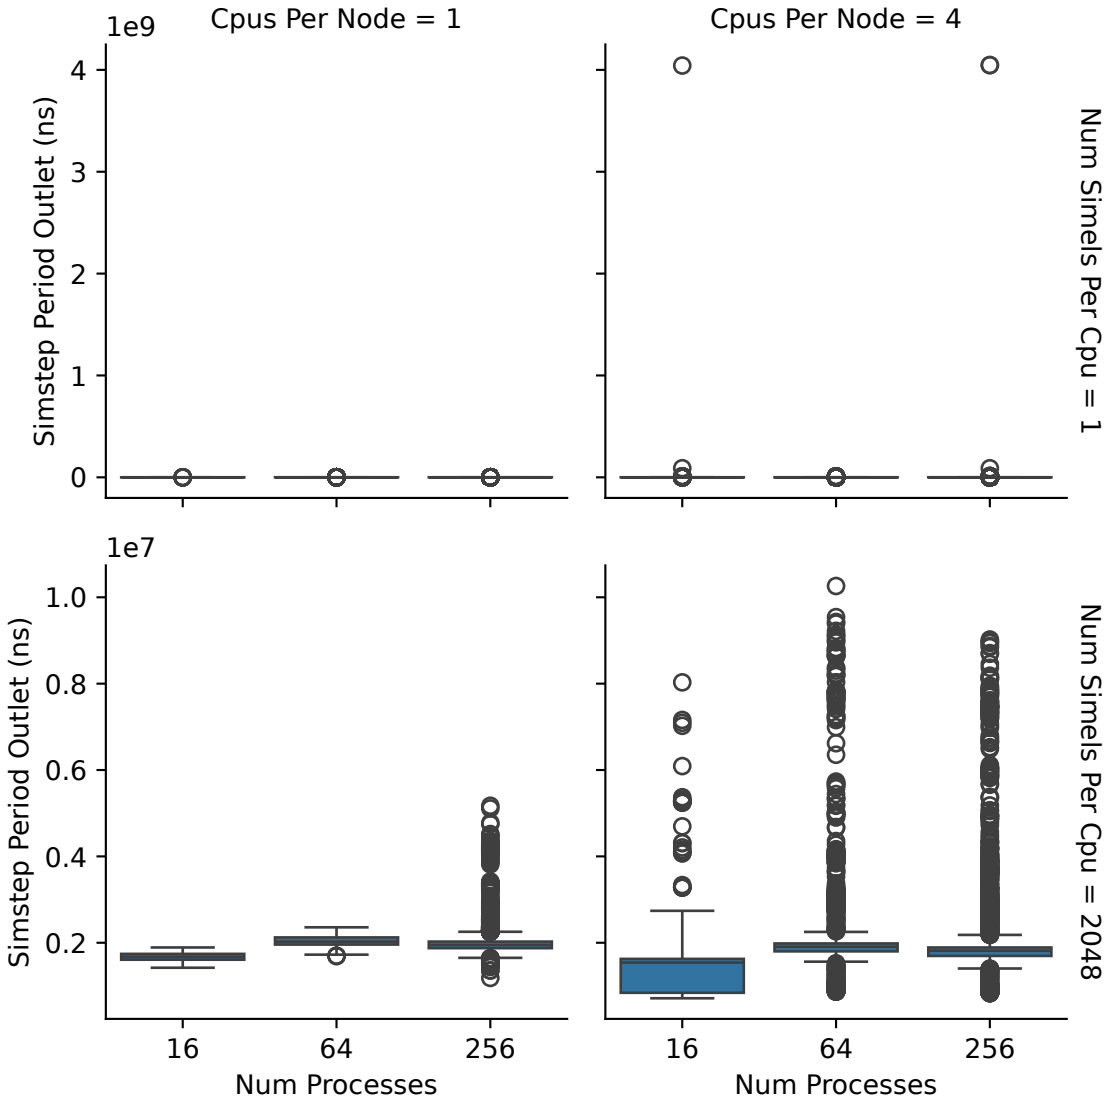 Cpus Per Node = 1
Cpus Per Node = 4
1e9
4
3
2
1
0
Simstep Period Outlet (ns)
Num Simels Per Cpu = 1
1e7
1.0
0.8
0.6
0.4
0.2
Simstep Period Outlet (ns)
Num Simels Per Cpu = 2048
16
64
256
16
64
256
Num Processes
Num Processes